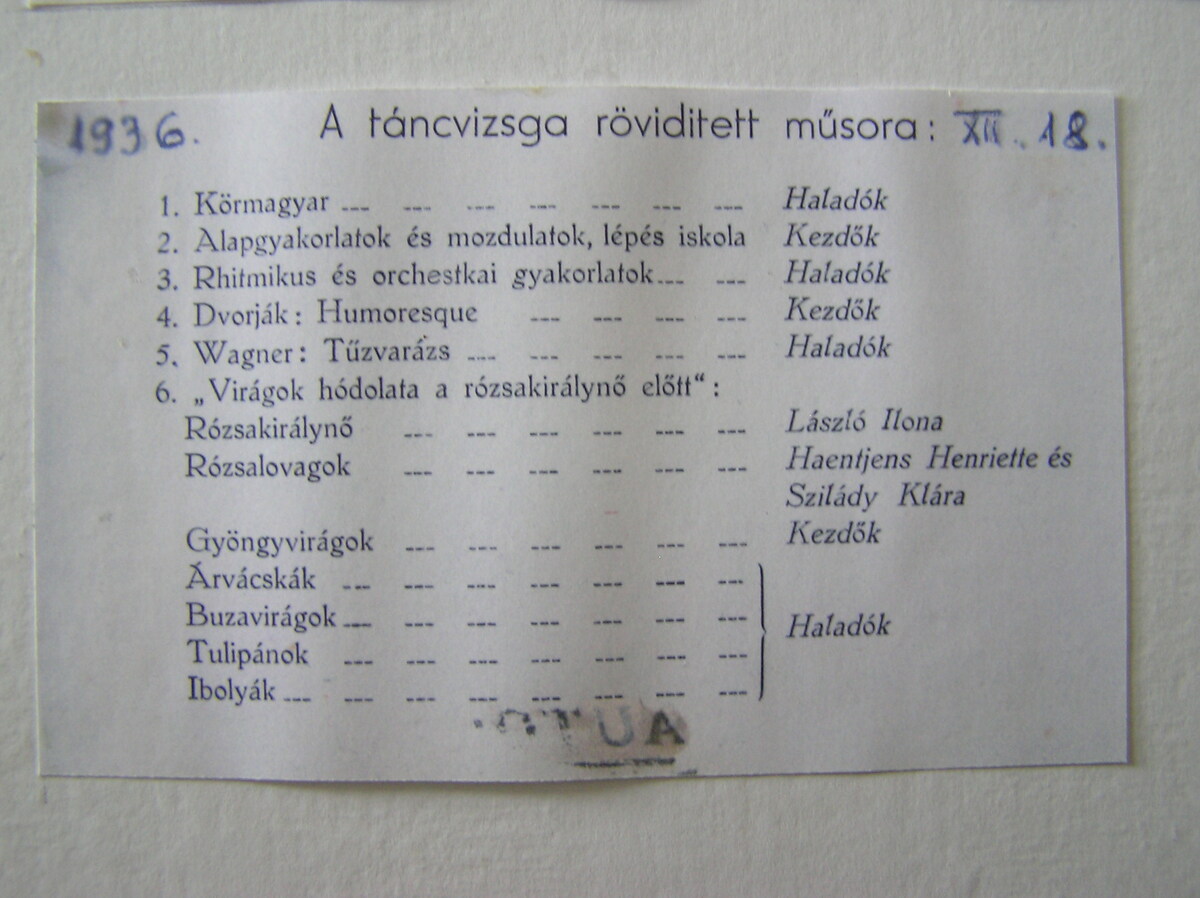 1936. A táncvizsga röviditett műsora: XII. 18.
1. Körmagyar --- --- --- --- --- --- --- Haladók
2. Alapgyakorlatok és mozdulatok, lépés iskola Kezdők
3. Rhitmikus és orchestkai gyakorlatok--- --- Haladók
4. Dvorják: Humoresque --- --- --- --- Kezdők
5. Wagner: Tűzvarázs --- --- --- --- --- Haladók
6. „Virágok hódolata a rózsakirálynő előtt“:
Rózsakirálynő --- --- --- --- --- --- László Ilona
Rózsalovagok --- --- --- --- --- --- Haentjens Henriette és
Szilády Klára
Gyöngyvirágok --- --- --- --- --- --- Kezdők
Árvácskák --- --- --- --- --- --- ---
Buzavirágok --- --- --- --- --- --- ---
Haladók
Tulipánok --- --- --- --- --- --- ---
Ibolyák --- --- --- --- --- --- --- ---